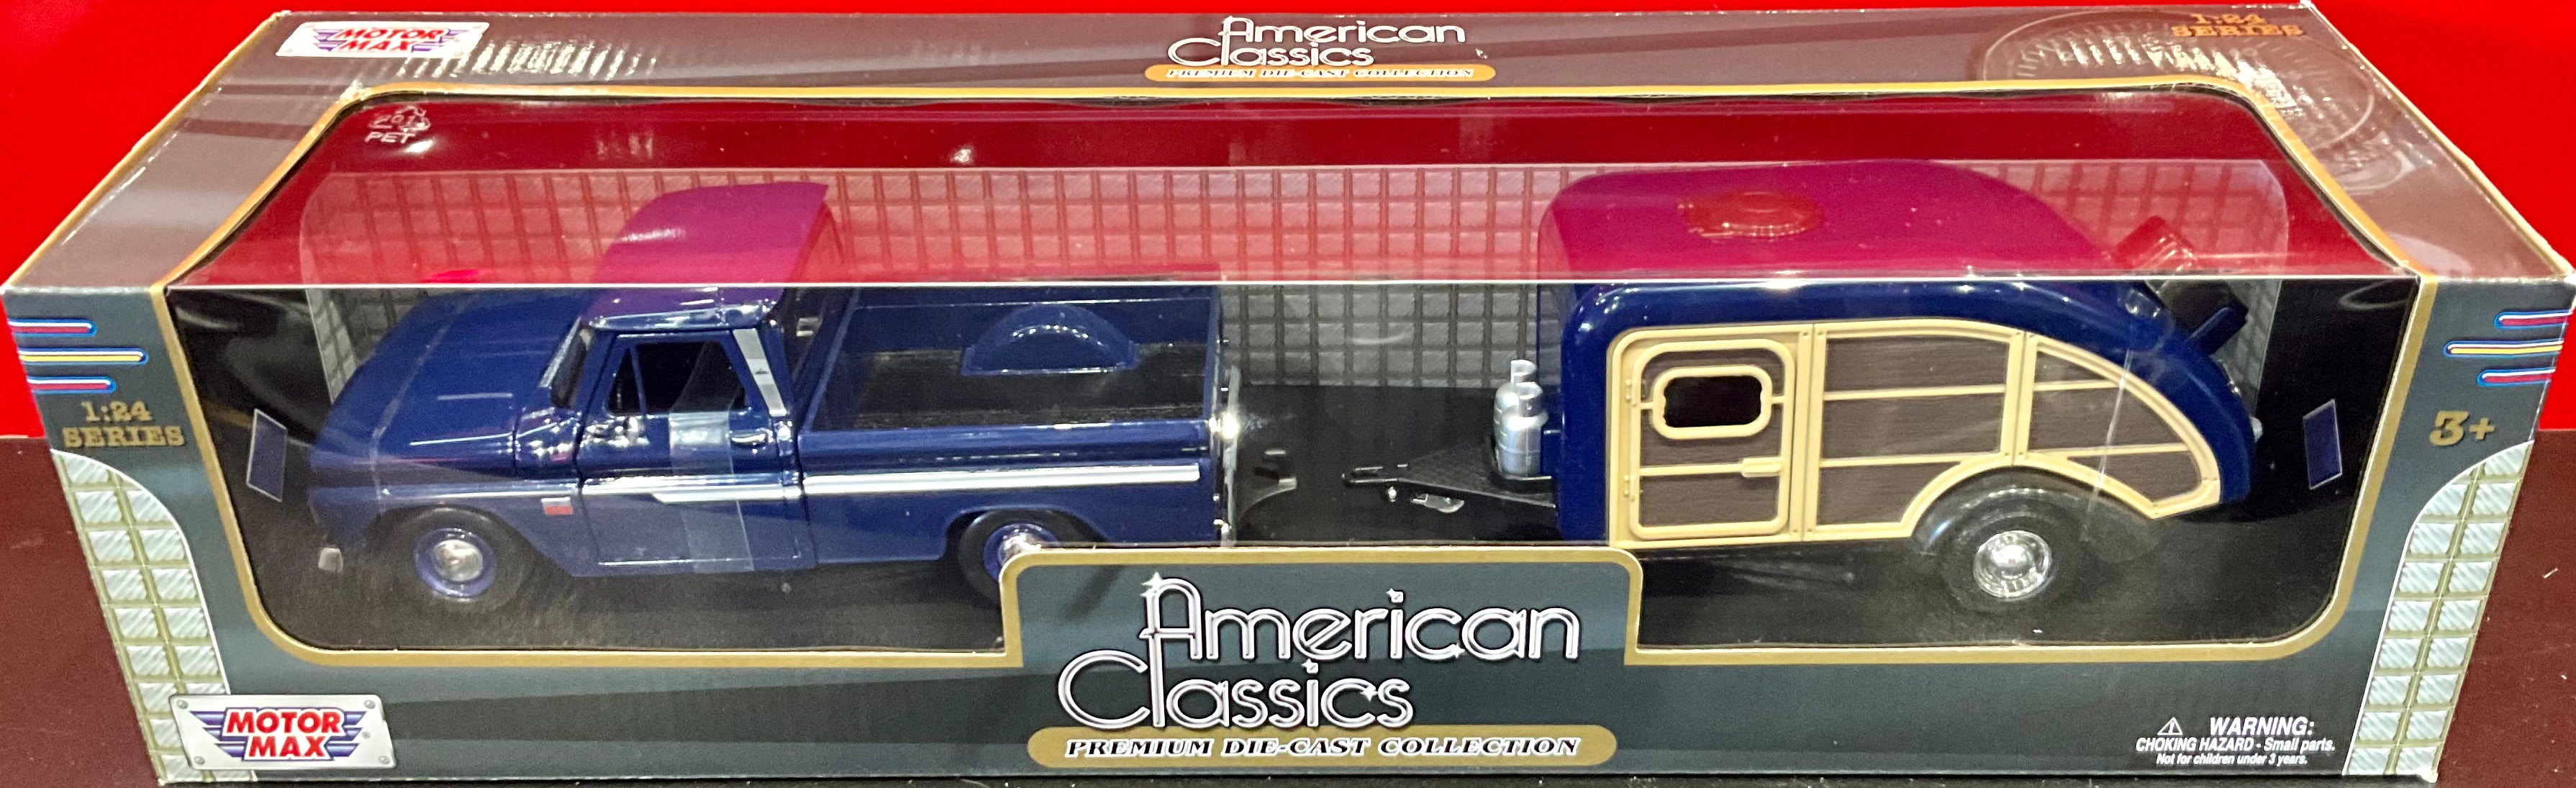 MOTOR
MAX
American
Classics
PREMIUM DIE-CAST COLLECTION
1:24
SERIES
PET
1:24
SERIES
3+
American
Classics
PREMIUM DIE-CAST COLLECTION
MOTOR
MAX
WARNING:
CHOKING HAZARD - Small parts.
Not for children under 3 years.